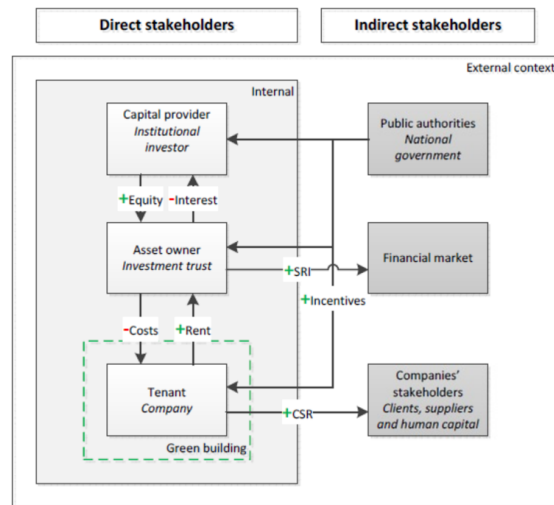 Direct stakeholders
Indirect stakeholders
External context
Internal
Capital provider
Institutional
investor
Public authorities
National
government
+Equity
-Interest
Asset owner
Investment trust
+SRI
Financial market
+Incentives
-Costs
+Rent
Tenant
Company
+CSR
Companies'
stakeholders
Clients, suppliers
and human capital
Green building